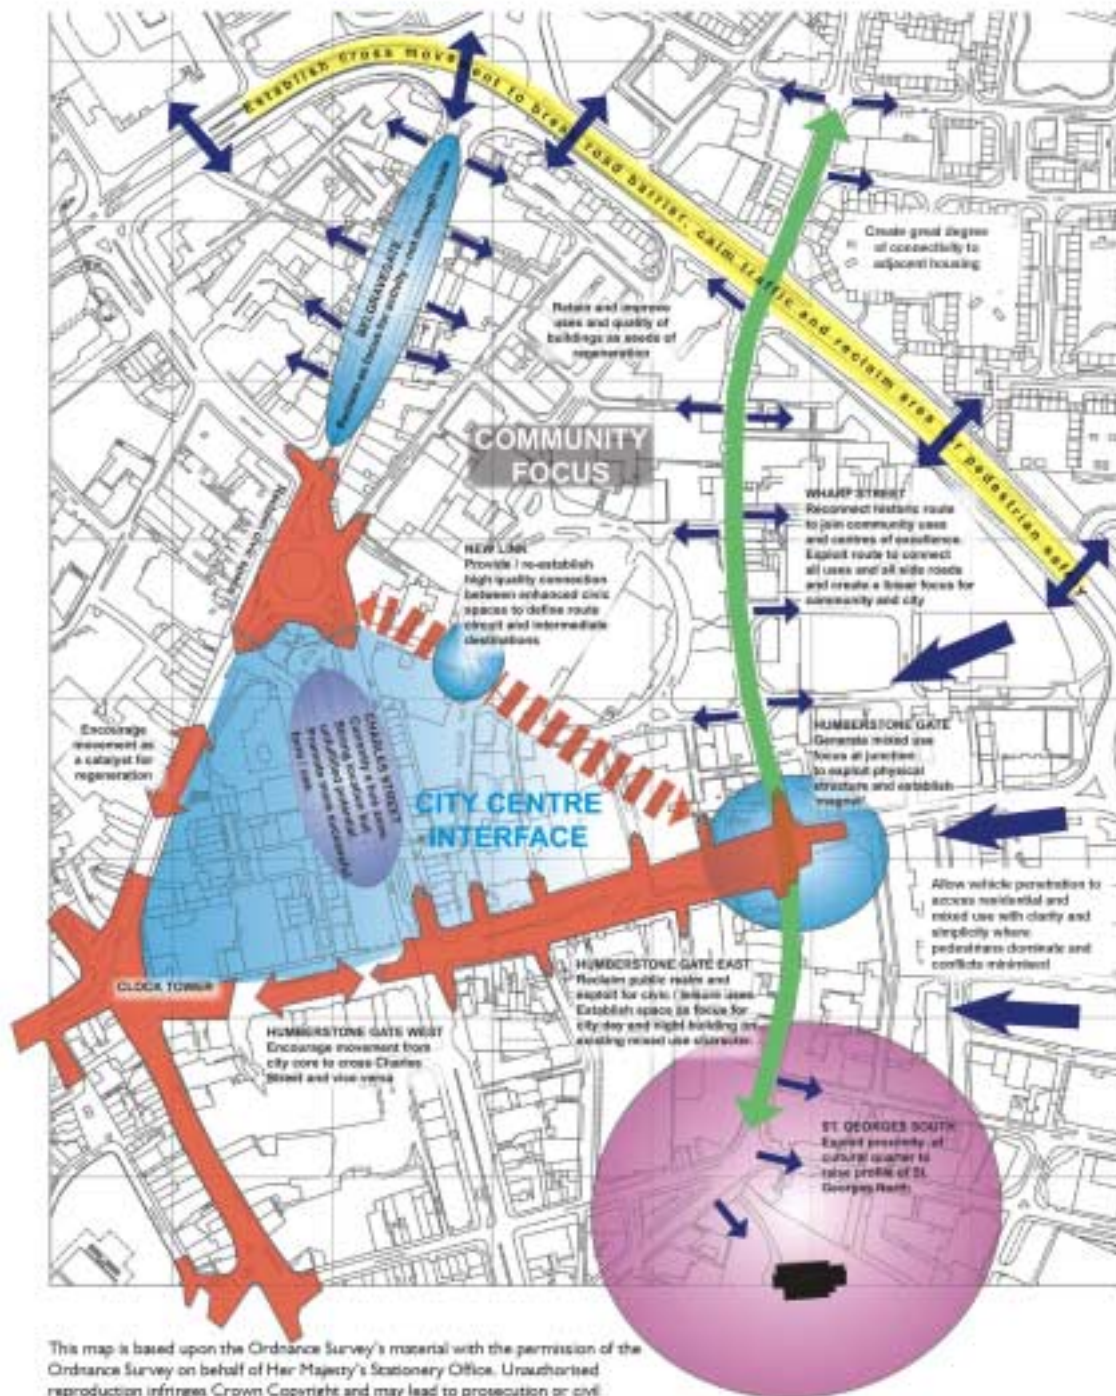 Establish cross movement to break road barrier, calm traffic and reclaim area for pedestrian safety
BELGRAVEGATE
Create great degree
of connectivity to
adjacent housing
Retain and improve
uses and quality of
buildings as seeds of
regeneration
COMMUNITY
FOCUS
WHARF STREET
Reconnect historic route
to join community uses
and centres of excellence.
Exploit route to connect
all uses and all side roads
and create a linear focus for
community and city
NEW LINK
Provide / re-establish
high quality connection
between enhanced civic
spaces to define route
circuit and intermediate
destinations
Encourage
movement as
a catalyst for
regeneration
CHARLES STREET
CITY CENTRE
INTERFACE
HUMBERSTONE GATE
Generate mixed use
focus at junction
to exploit physical
structure and establish
'magnet'
Allow vehicle penetration to
access residential and
mixed use with clarity and
simplicity where
pedestrians dominate and
conflicts minimised
CLOCK TOWER
HUMBERSTONE GATE EAST
Reclaim public realm and
exploit for civic / leisure uses
Establish space as focus for
city day and night building on
existing mixed use character.
HUMBERSTONE GATE WEST
Encourage movement from
city core to cross Charles
Street and vice versa
ST. GEORGES SOUTH
Exploit proximity of
cultural quarter to
raise profile of St.
Georges North
This map is based upon the Ordnance Survey's material with the permission of the
Ordnance Survey on behalf of Her Majesty's Stationery Office. Unauthorised
reproduction infringes Crown Copyright and may lead to prosecution or civil